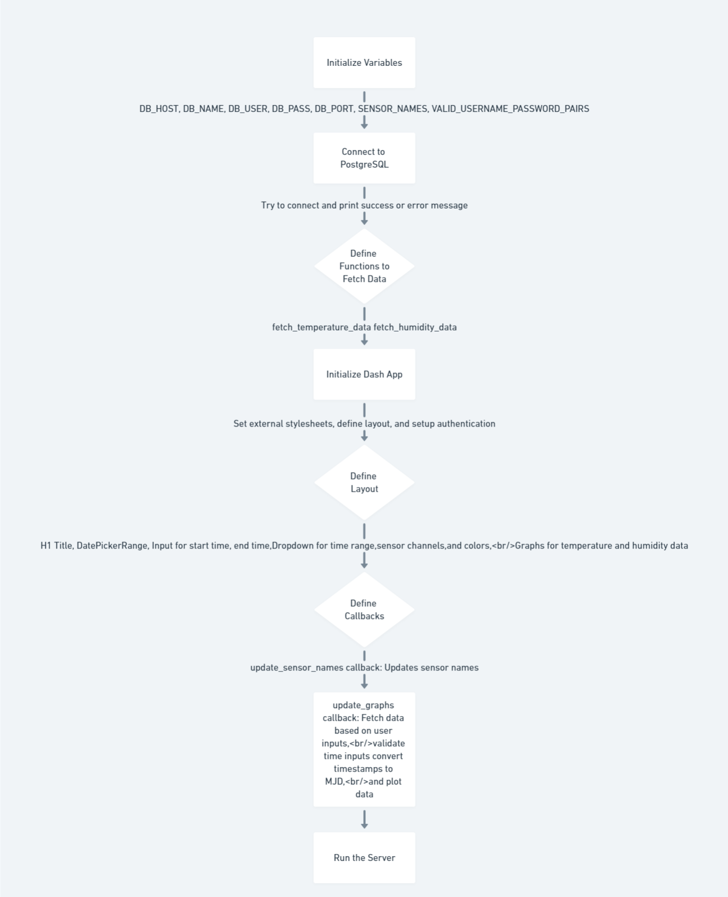 Initialize Variables
DB_HOST, DB_NAME, DB_USER, DB_PASS, DB_PORT, SENSOR_NAMES, VALID_USERNAME_PASSWORD_PAIRS
Connect to
PostgreSQL
Try to connect and print success or error message
Define
Functions to
Fetch Data
fetch_temperature_data fetch_humidity_data
Initialize Dash App
Set external stylesheets, define layout, and setup authentication
Define
Layout
H1 Title, DatePickerRange, Input for start time, end time,Dropdown for time range,sensor channels,and colors,<br/>Graphs for temperature and humidity data
Define
Callbacks
update_sensor_names callback: Updates sensor names
update_graphs
callback: Fetch data
based on user
inputs,<br/>validate
time inputs convert
timestamps to
MJD,<br/>and plot
data
Run the Server